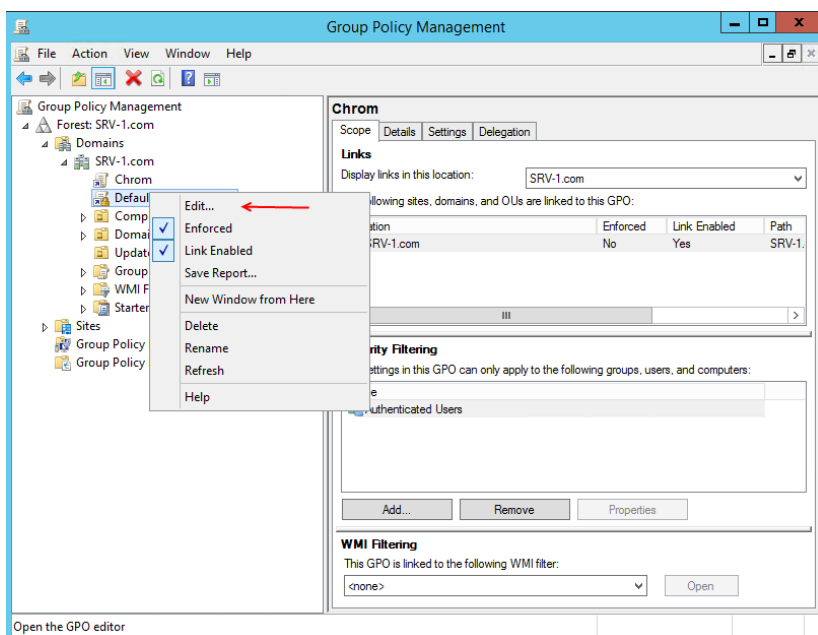 Group Policy Management
File Action View Window Help
Group Policy Management
Forest: SRV-1.com
Domains
SRV-1.com
Chrom
Defaul
Comp
Domai
Updat
Group
WMI F
Starter
Sites
Group Policy
Group Policy
Edit...
Enforced
Link Enabled
Save Report...
New Window from Here
Delete
Rename
Refresh
Help
Chrom
Scope Details Settings Delegation
Links
Display links in this location: SRV-1.com
llowing sites, domains, and OUs are linked to this GPO:
ation Enforced Link Enabled Path
SRV-1.com No Yes SRV-1.
rity Filtering
ettings in this GPO can only apply to the following groups, users, and computers:
e
Authenticated Users
Add... Remove Properties
WMI Filtering
This GPO is linked to the following WMI filter:
<none> Open
Open the GPO editor